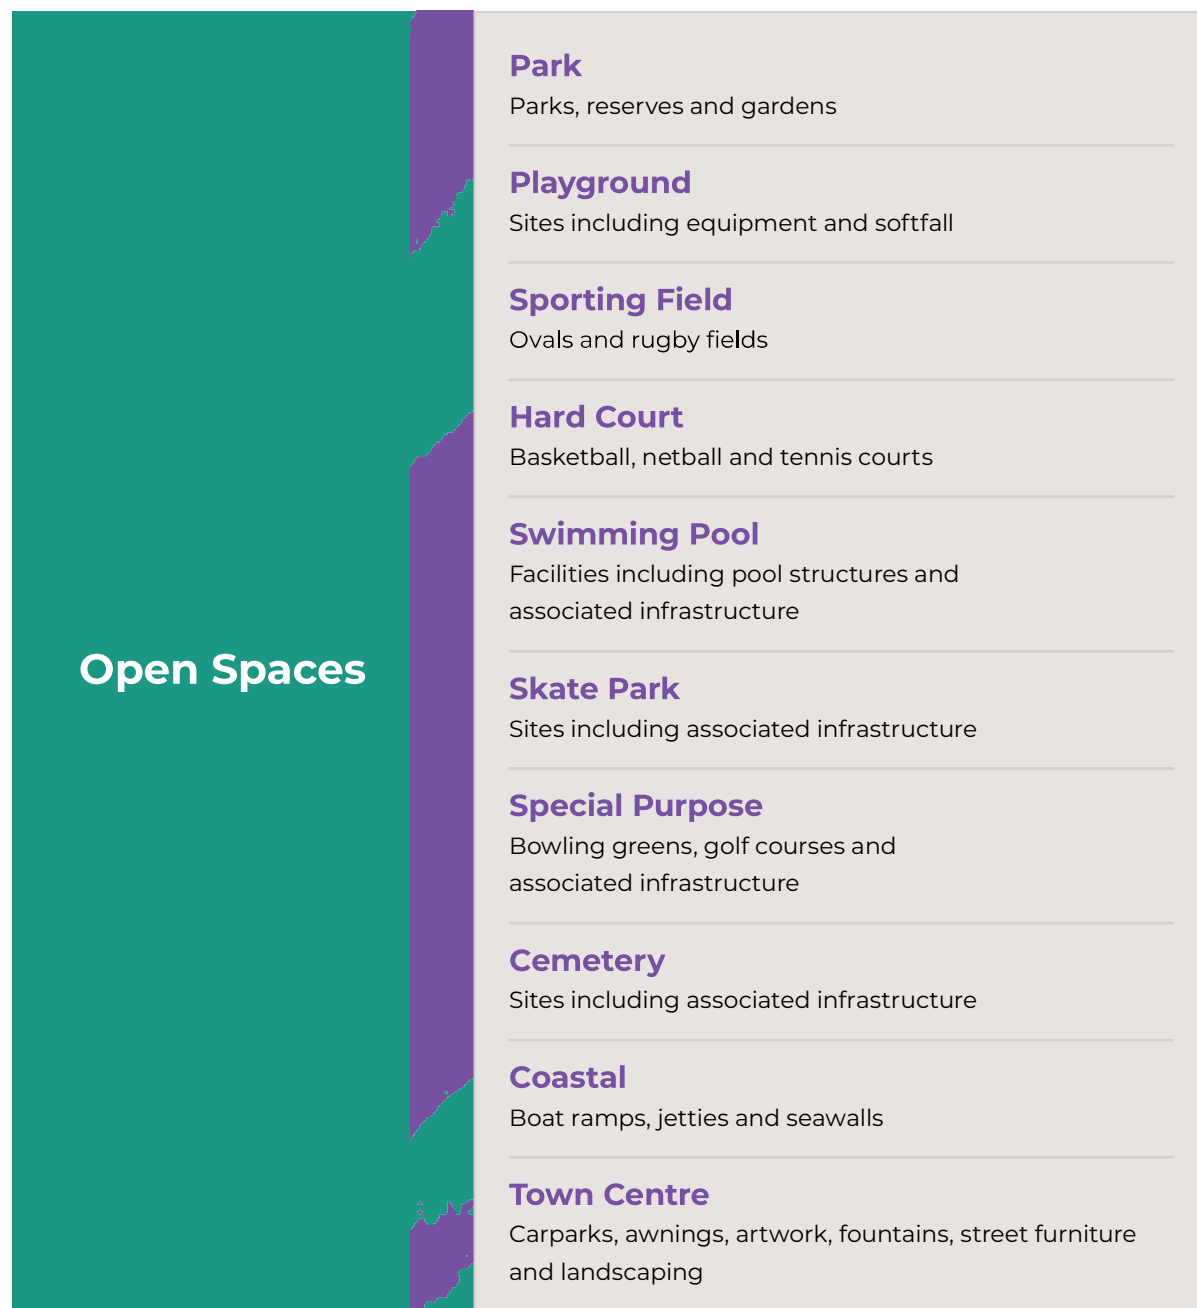 Open Spaces
Park
Parks, reserves and gardens
Playground
Sites including equipment and softfall
Sporting Field
Ovals and rugby fields
Hard Court
Basketball, netball and tennis courts
Swimming Pool
Facilities including pool structures and
associated infrastructure
Skate Park
Sites including associated infrastructure
Special Purpose
Bowling greens, golf courses and
associated infrastructure
Cemetery
Sites including associated infrastructure
Coastal
Boat ramps, jetties and seawalls
Town Centre
Carparks, awnings, artwork, fountains, street furniture
and landscaping